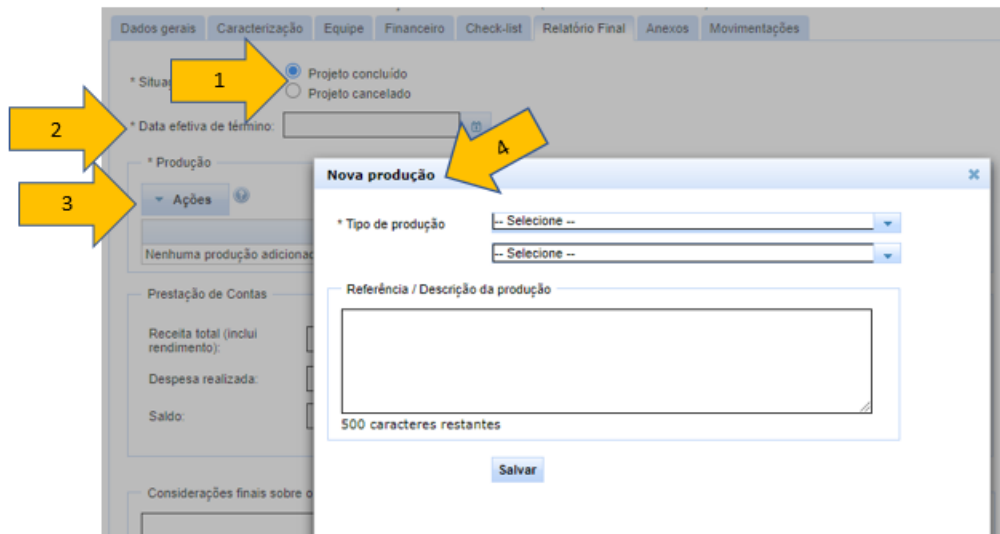 Dados gerais Caracterização Equipe Financeiro Check-list Relatório Final Anexos Movimentações
1
Projeto concluído
* Situaç
Projeto cancelado
2
* Data efetiva de término:
4
* Produção
Nova produção
3
Ações
* Tipo de produção
-- Selecione --
Nenhuma produção adicionad
-- Selecione --
Prestação de Contas
Referência / Descrição da produção
Receita total (inclui
rendimento):
Despesa realizada:
Saldo:
500 caracteres restantes
Salvar
Considerações finais sobre o